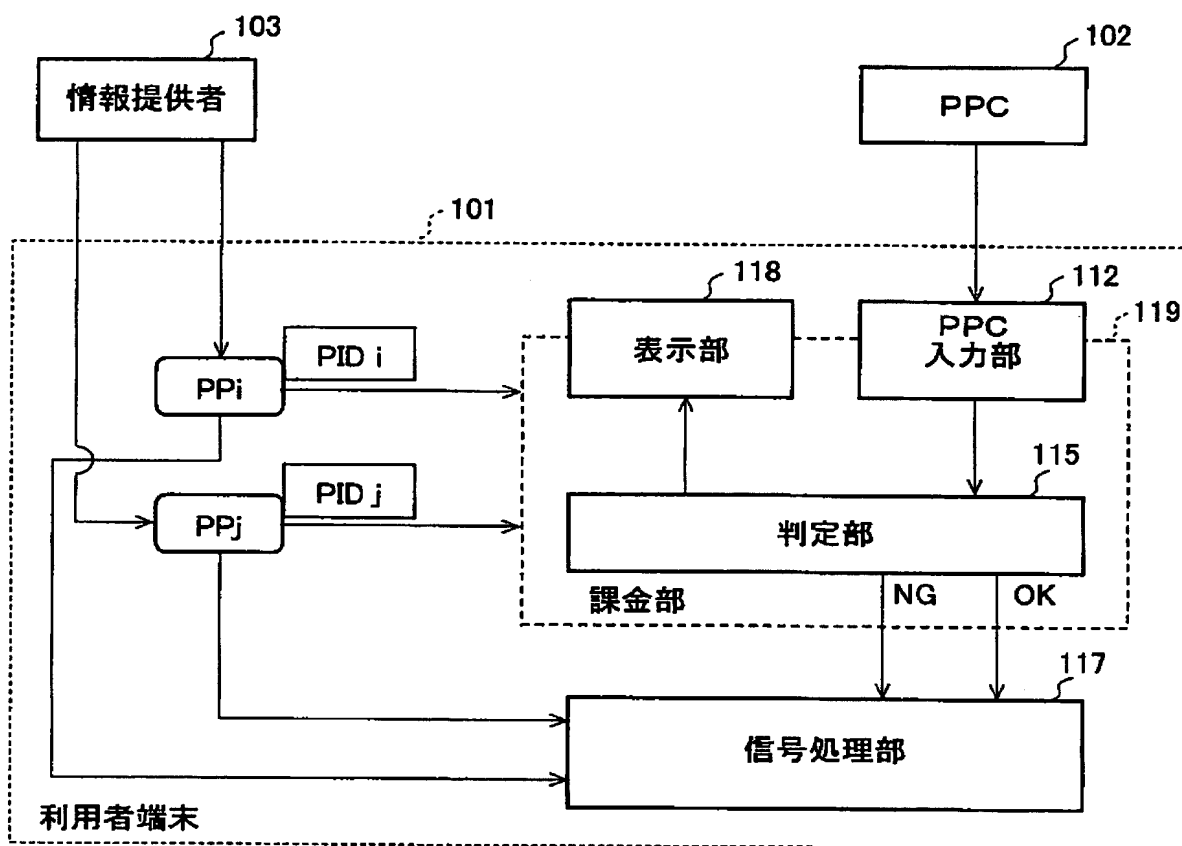 103
情報提供者
102
PPC
101
118
表示部
112
PPC
入力部
119
PID i
PPi
PID j
PPj
115
判定部
課金部
NG
OK
117
信号処理部
利用者端末